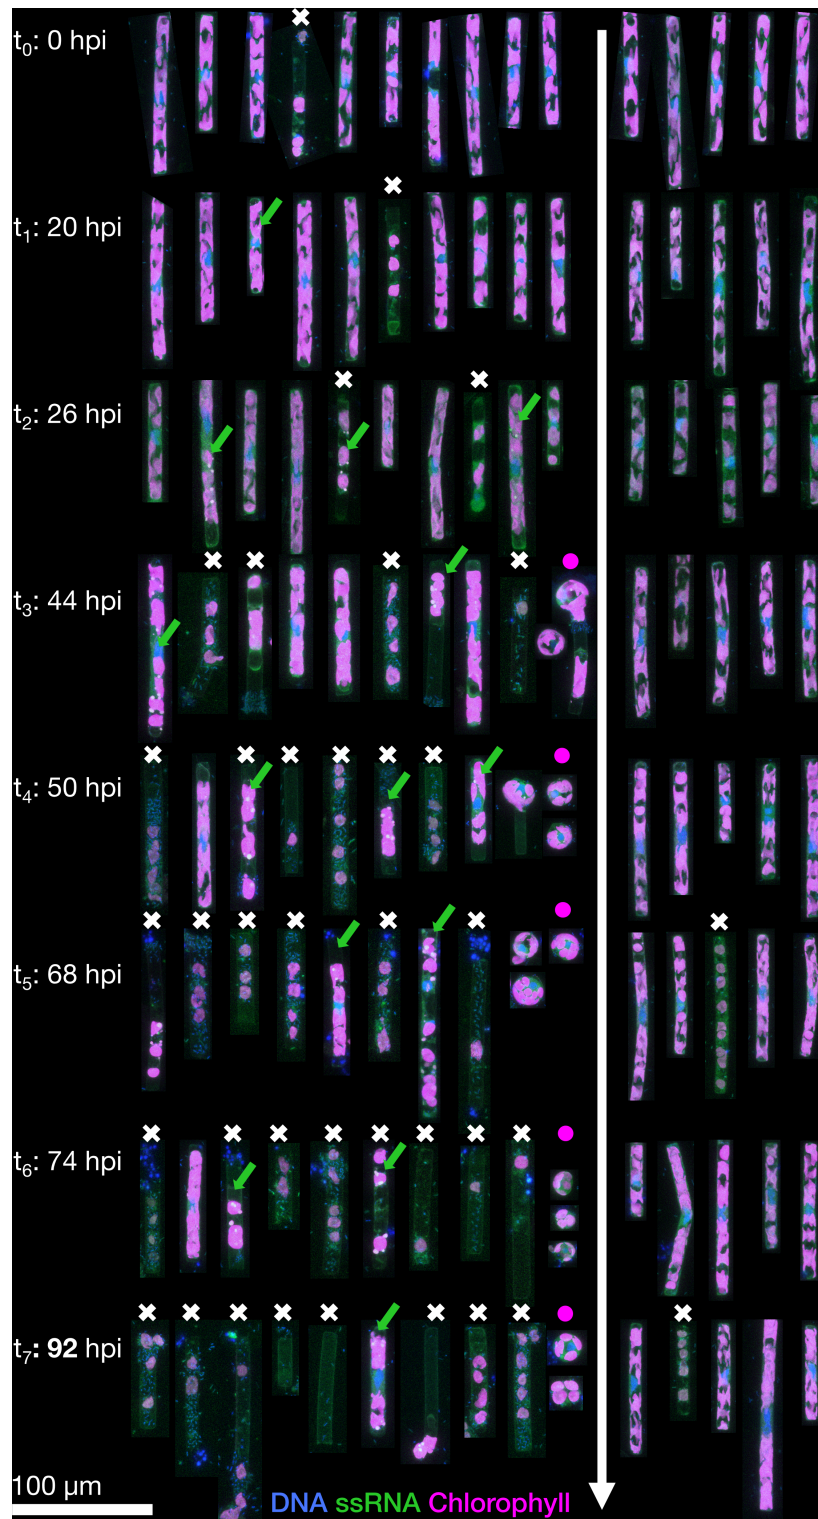 t0: 0 hpi
t1: 20 hpi
t2: 26 hpi
t3: 44 hpi
t4: 50 hpi
t5: 68 hpi
t6: 74 hpi
t7: 92 hpi
100 µm
DNA ssRNA Chlorophyll